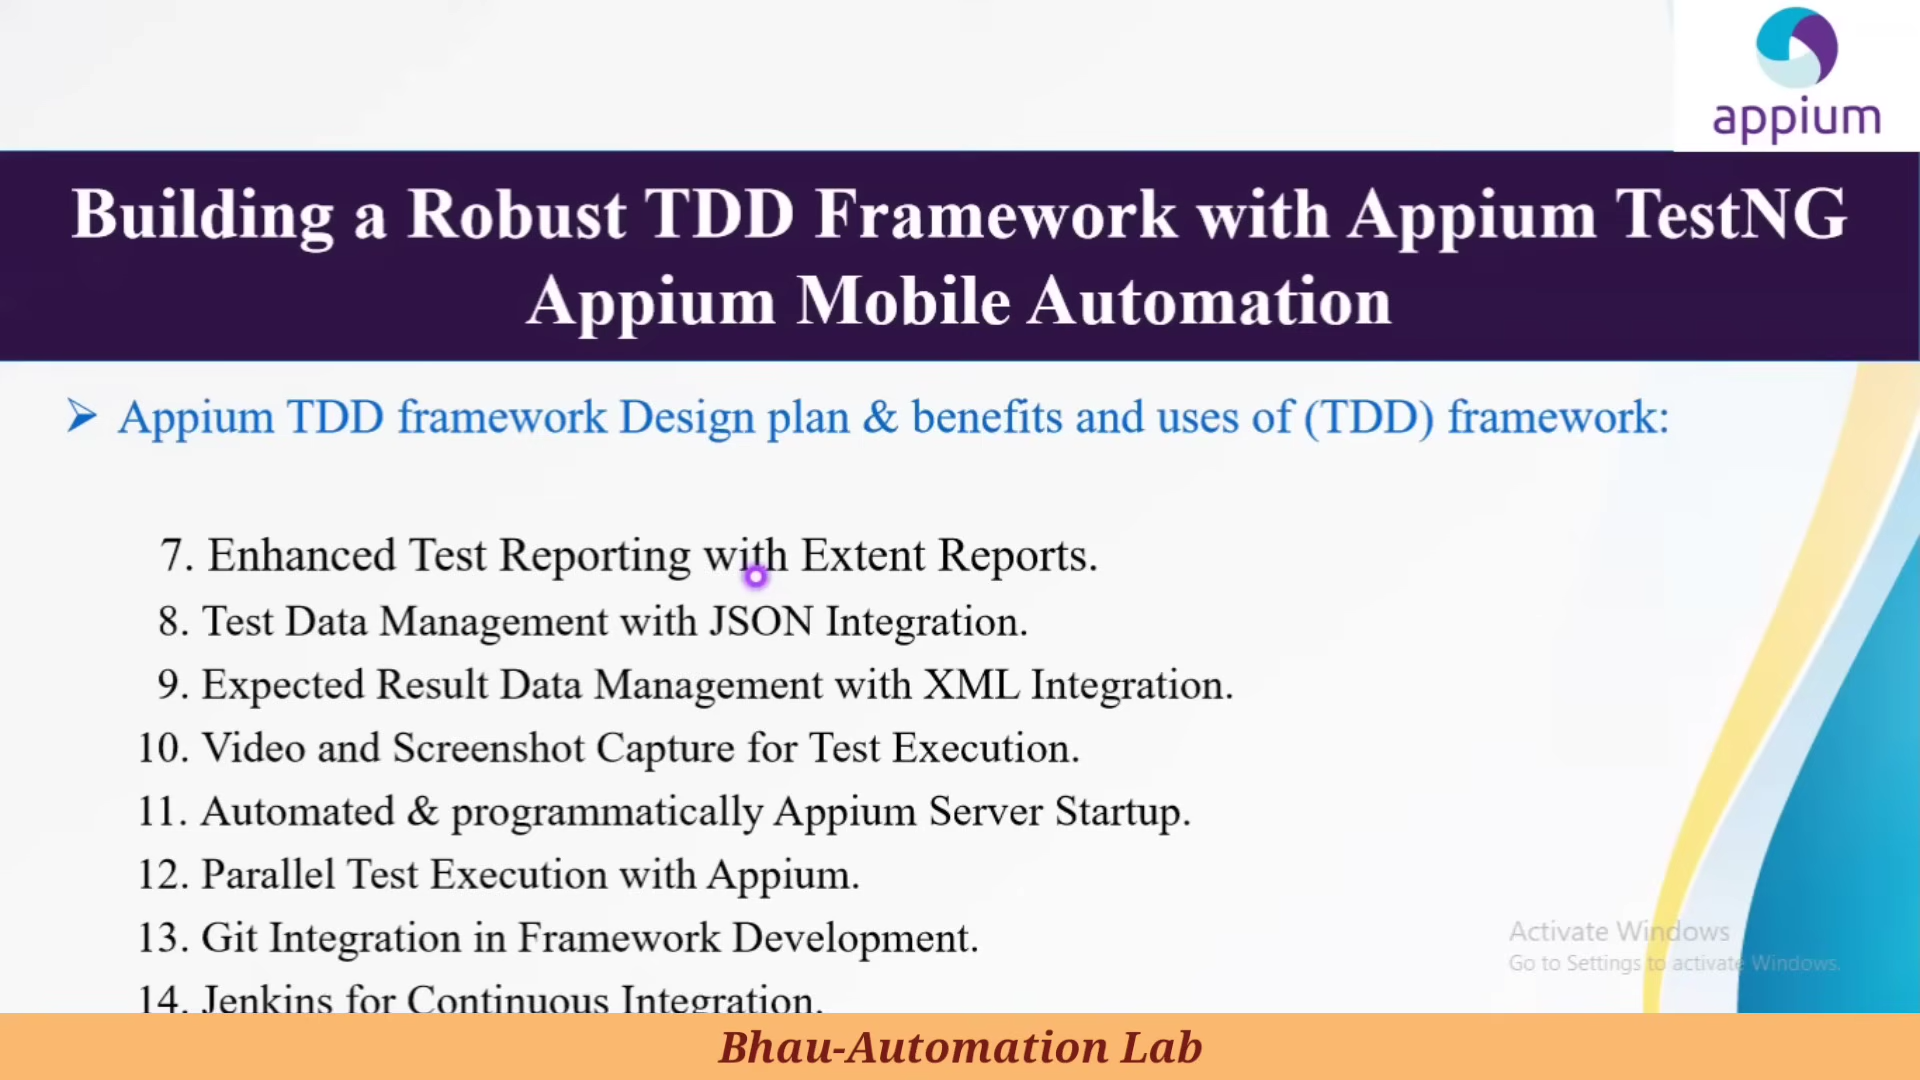 appium
Building a Robust TDD Framework with Appium TestNG
Appium Mobile Automation
➢ Appium TDD framework Design plan & benefits and uses of (TDD) framework:
7. Enhanced Test Reporting with Extent Reports.
8. Test Data Management with JSON Integration.
9. Expected Result Data Management with XML Integration.
10. Video and Screenshot Capture for Test Execution.
11. Automated & programmatically Appium Server Startup.
12. Parallel Test Execution with Appium.
13. Git Integration in Framework Development.
14. Jenkins for Continuous Integration.
Activate Windows
Go to Settings to activate Windows.
Bhau-Automation Lab